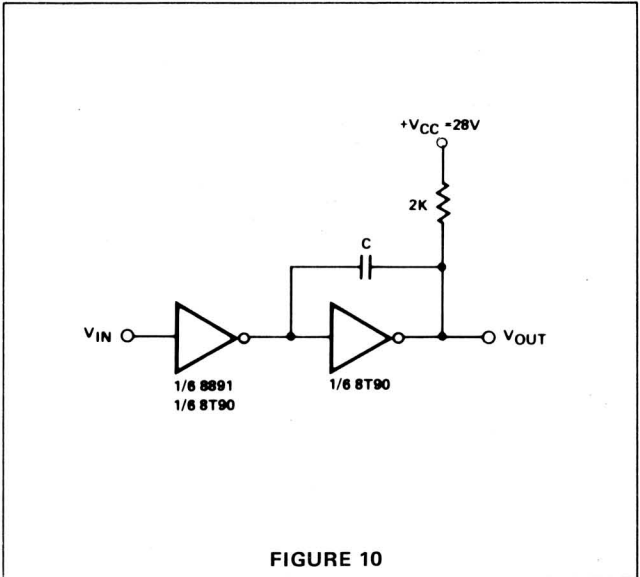 +VCC =28V
2K
C
VIN
VOUT
1/6 8891
1/6 8T90
1/6 8T90
FIGURE 10